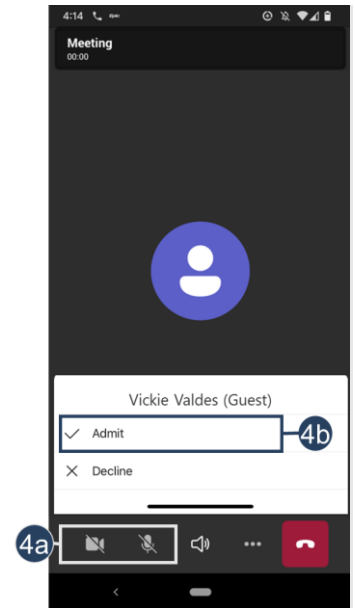 4:14
Meeting
00:00
Vickie Valdes (Guest)
Admit
4b
Decline
4a